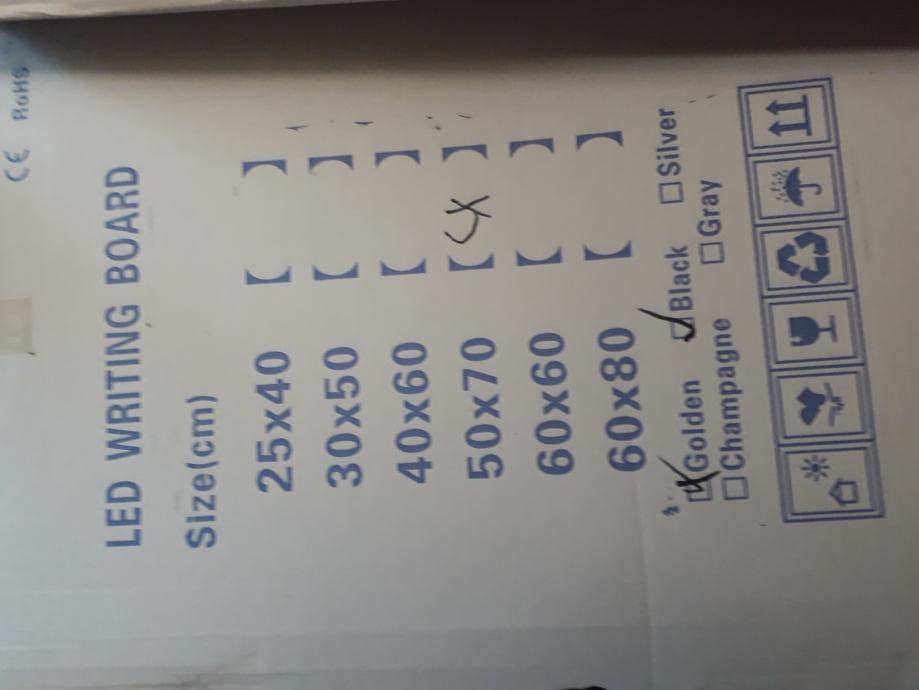 CE RoHS
LED WRITING BOARD
Size(cm)
25x40 【 】
30x50 【 】
40x60 【 】
50x70 【 】
60x60 【 】
60x80 【 】
Golden Black Silver
Champagne Gray